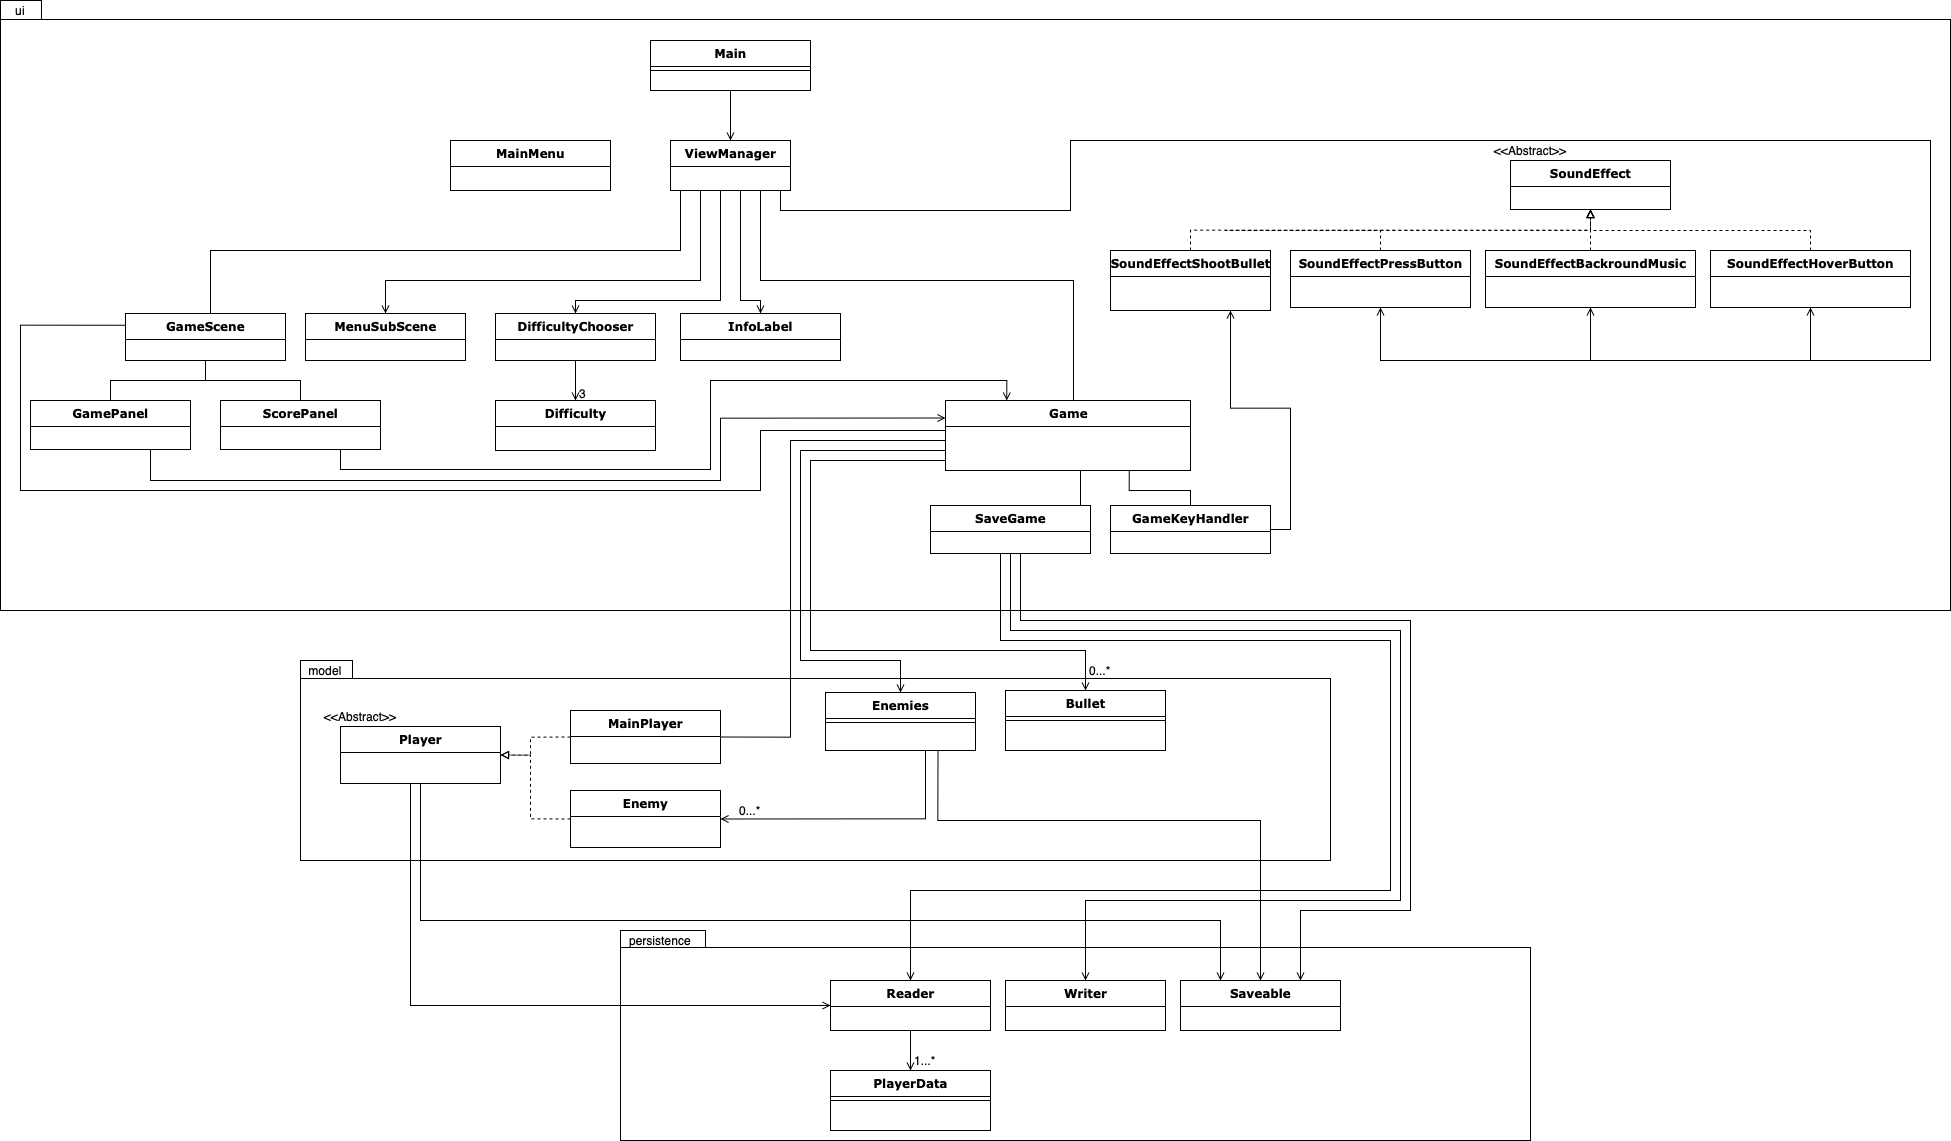 ui
Main
MainMenu
ViewManager
<<Abstract>>
SoundEffect
SoundEffectShootBullet
SoundEffectPressButton
SoundEffectBackroundMusic
SoundEffectHoverButton
GameScene
MenuSubScene
DifficultyChooser
InfoLabel
3
GamePanel
ScorePanel
Difficulty
Game
SaveGame
GameKeyHandler
model
0...*
<<Abstract>>
Player
MainPlayer
Enemies
Bullet
Enemy
0...*
persistence
Reader
Writer
Saveable
1...*
PlayerData